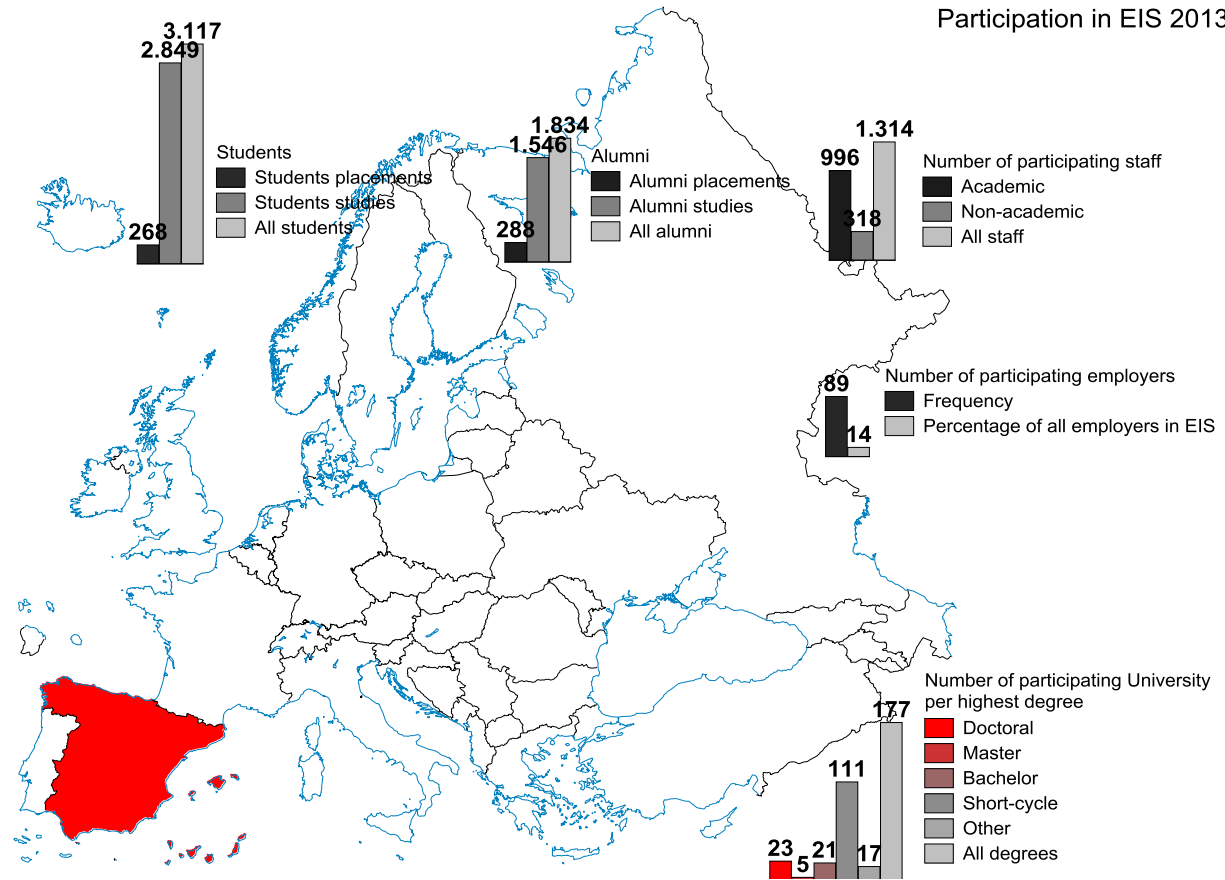 Participation in EIS 2013
3.117
2.849
268
Students
Students placements
Students studies
All students
1.834
1.546
288
Alumni
Alumni placements
Alumni studies
All alumni
1.314
996
318
Number of participating staff
Academic
Non-academic
All staff
89
14
Number of participating employers
Frequency
Percentage of all employers in EIS
Number of participating University
per highest degree
177
Doctoral
Master
Bachelor
Short-cycle
Other
All degrees
111
23
5
21
17